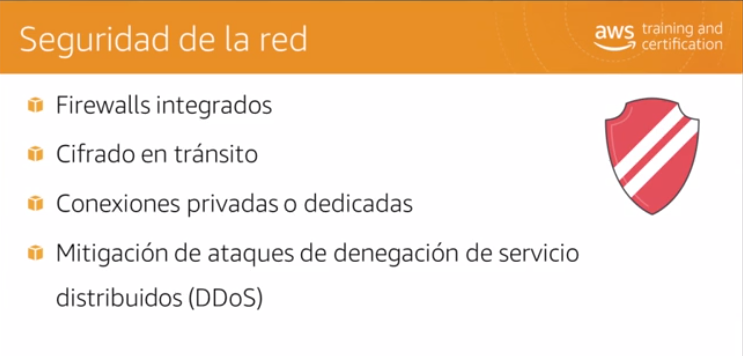 Seguridad de la red
aws training and
certification
Firewalls integrados
Cifrado en tránsito
Conexiones privadas o dedicadas
Mitigación de ataques de denegación de servicio
distribuidos (DDoS)